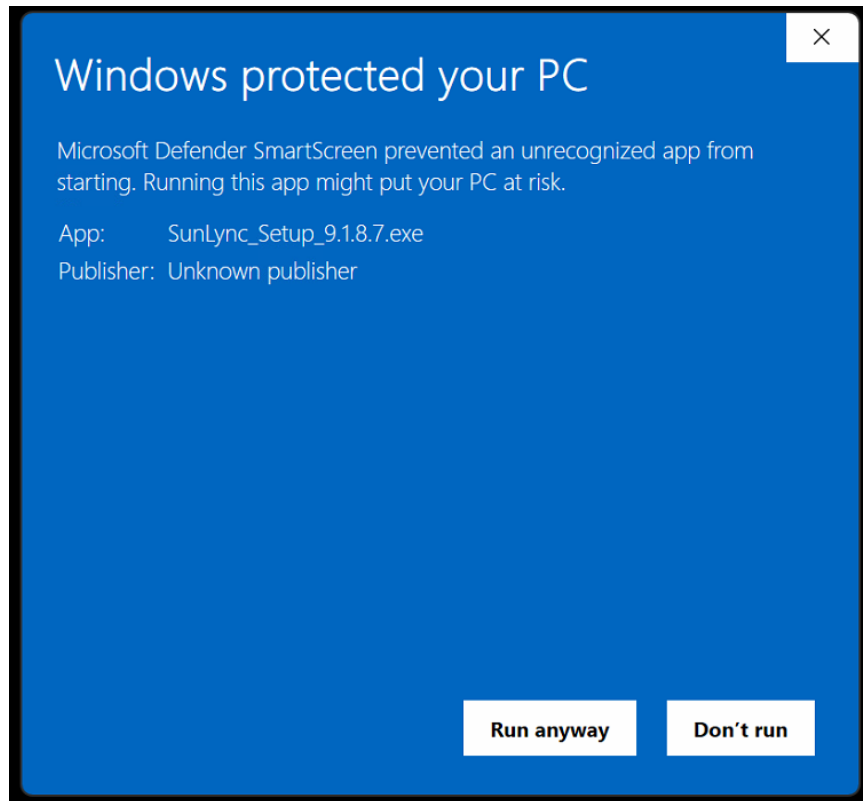 Windows protected your PC
Microsoft Defender SmartScreen prevented an unrecognized app from
starting. Running this app might put your PC at risk.
App: SunLync_Setup_9.1.8.7.exe
Publisher: Unknown publisher
Run anyway Don’t run